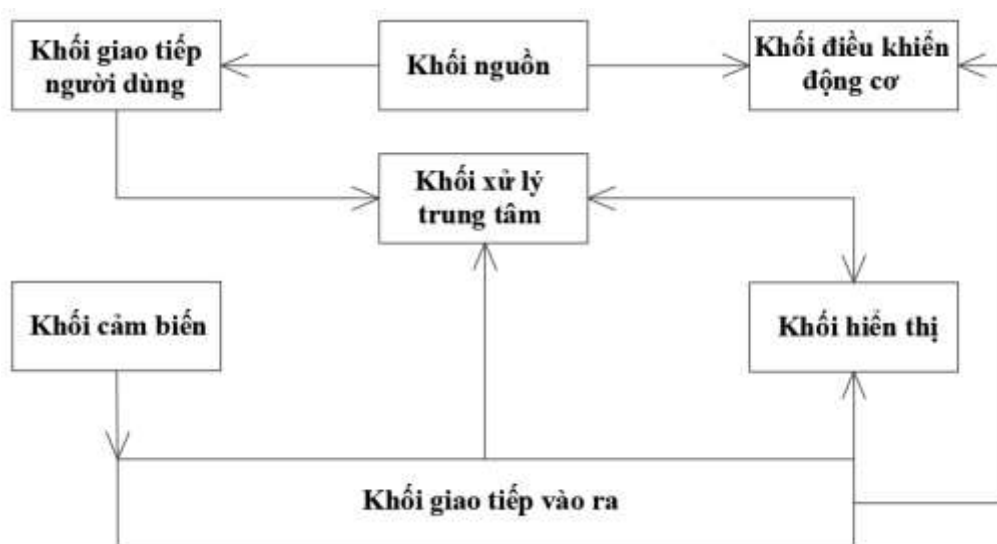 Khối giao tiếp
người dùng
Khối nguồn
Khối điều khiển
động cơ
Khối xử lý
trung tâm
Khối cảm biến
Khối hiển thị
Khối giao tiếp vào ra